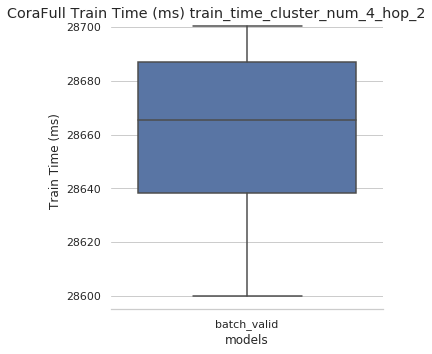 CoraFull Train Time (ms) train_time_cluster_num_4_hop_2
28700
28680
28660
28640
28620
28600
Train Time (ms)
batch_valid
models